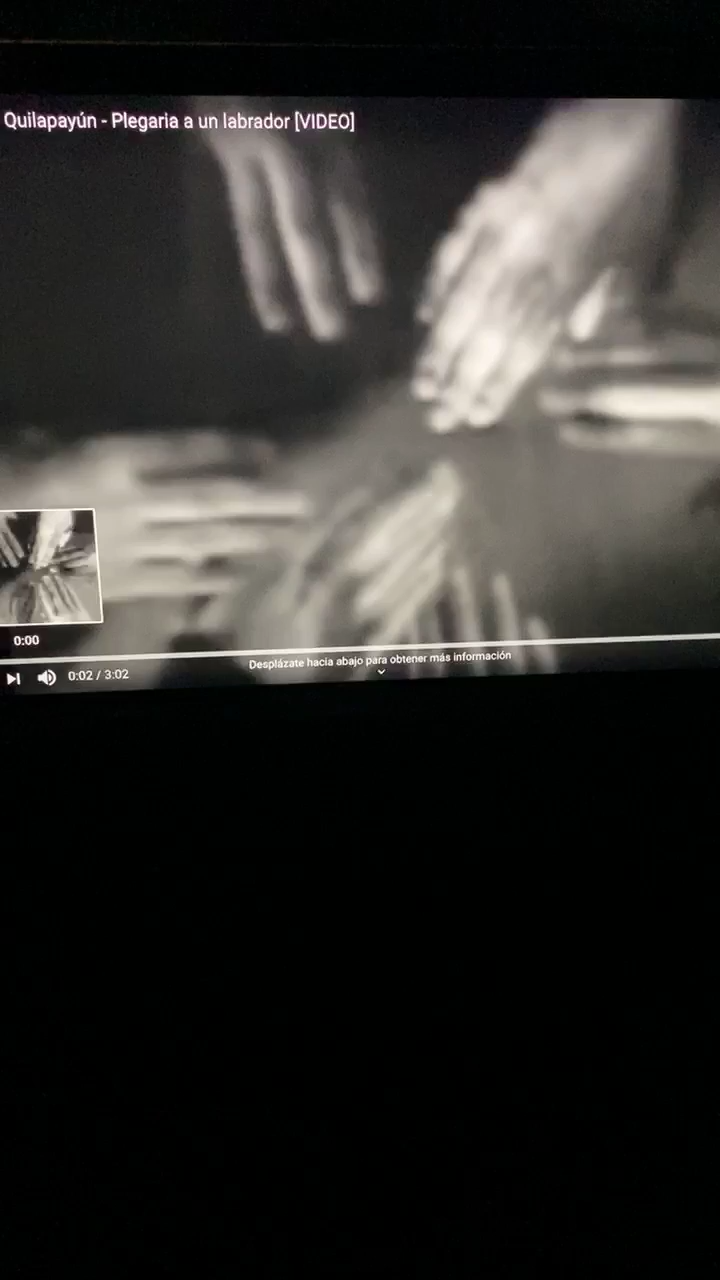 Quilapayún - Plegaria a un labrador [VIDEO]
0:00
0:02 / 3:02
Desplázate hacia abajo para obtener más información